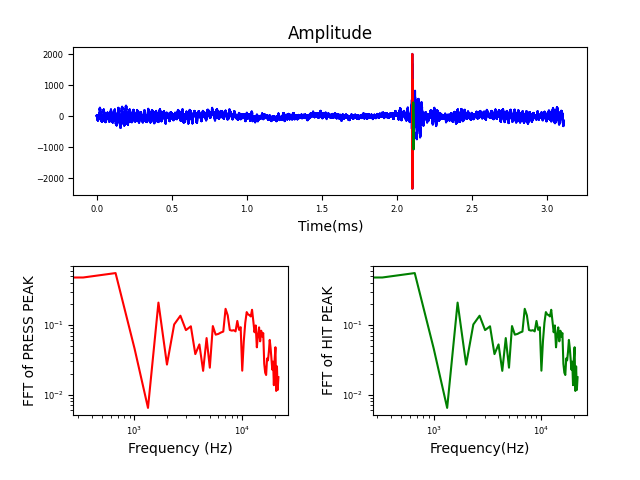 Amplitude
2000
1000
0
−1000
−2000
0.0 0.5 1.0 1.5 2.0 2.5 3.0
Time(ms)
FFT of PRESS PEAK
10⁻¹
10⁻²
10³ 10⁴
Frequency (Hz)
FFT of HIT PEAK
10⁻¹
10⁻²
10³ 10⁴
Frequency(Hz)